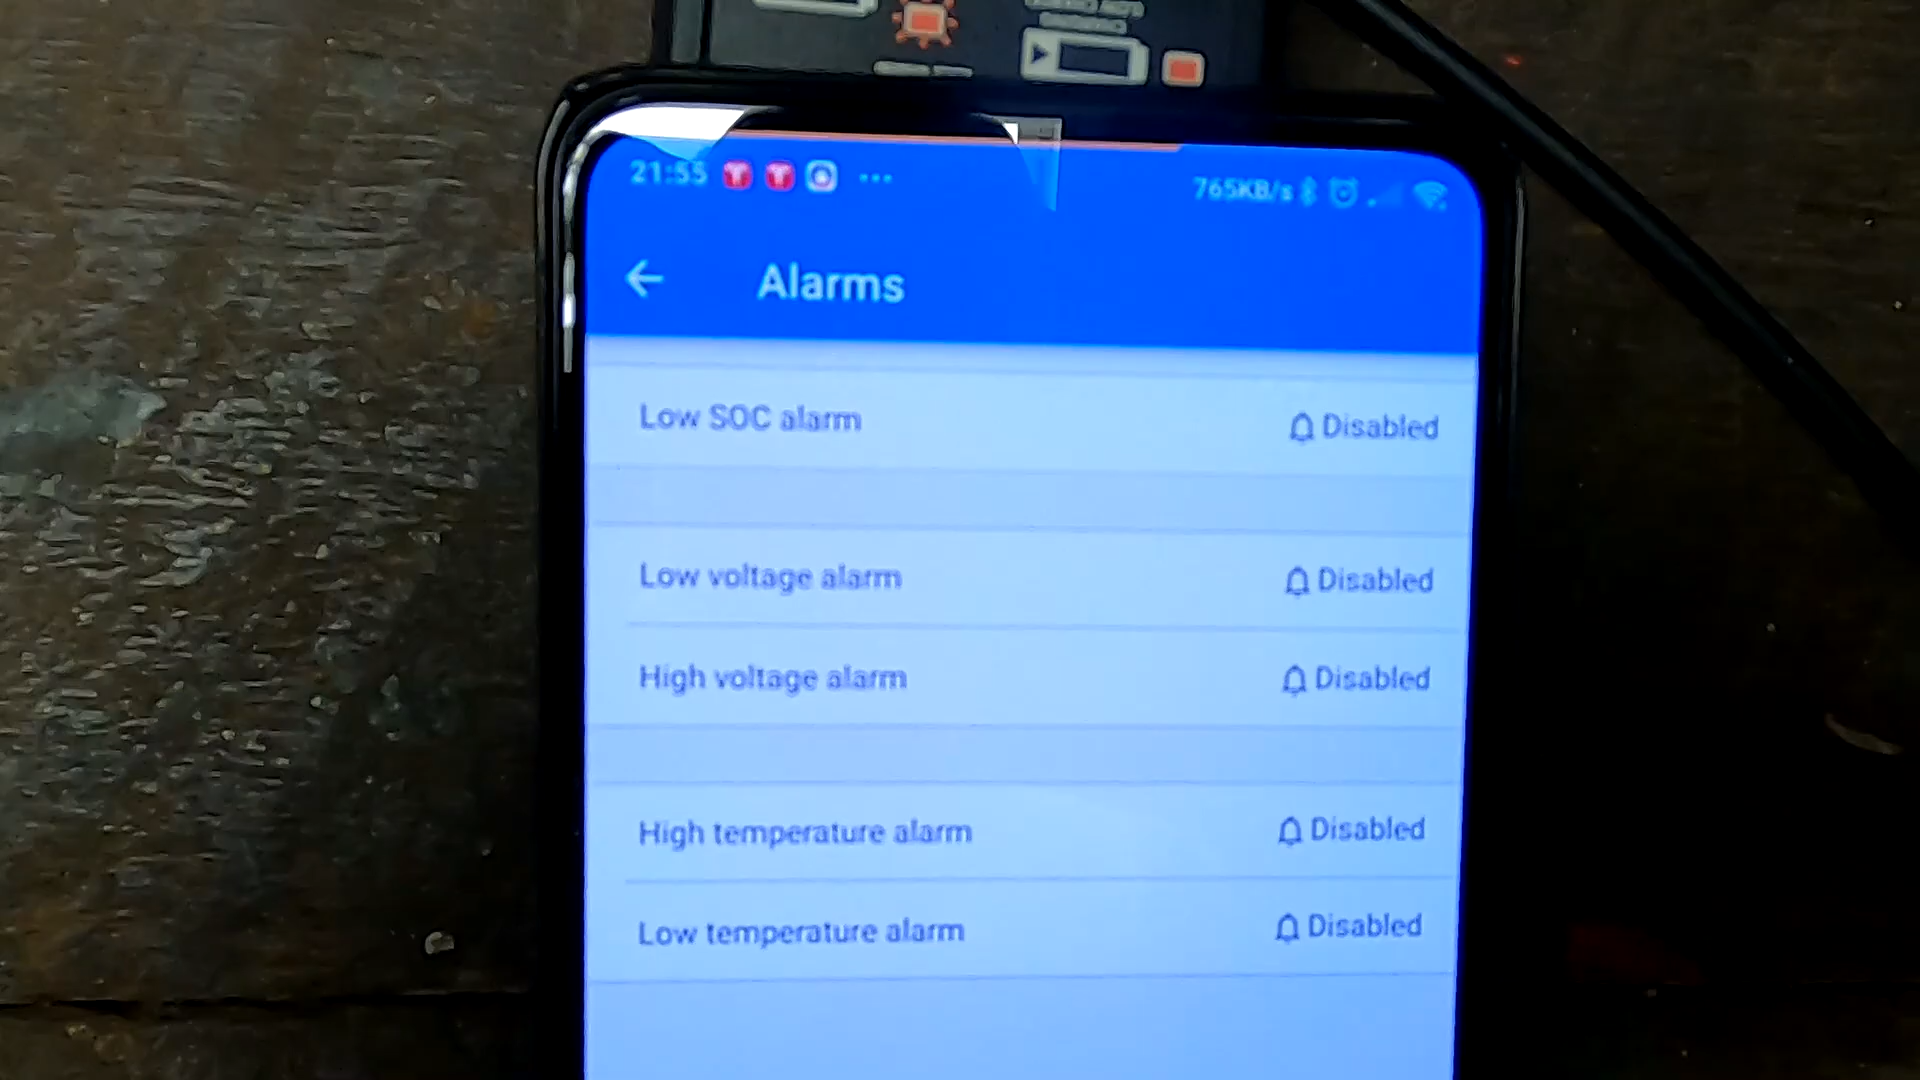 21:55 765KB/s
Alarms
Low SOC alarm Disabled
Low voltage alarm Disabled
High voltage alarm Disabled
High temperature alarm Disabled
Low temperature alarm Disabled